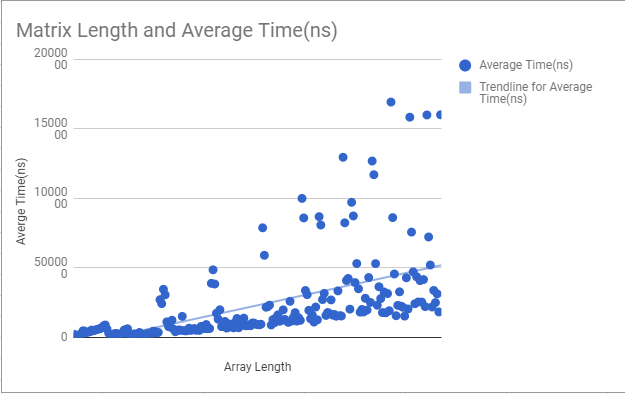 Matrix Length and Average Time(ns)
20000
00
15000
00
10000
00
50000
0
0
Averge Time(ns)
Array Length
Average Time(ns)
Trendline for Average
Time(ns)